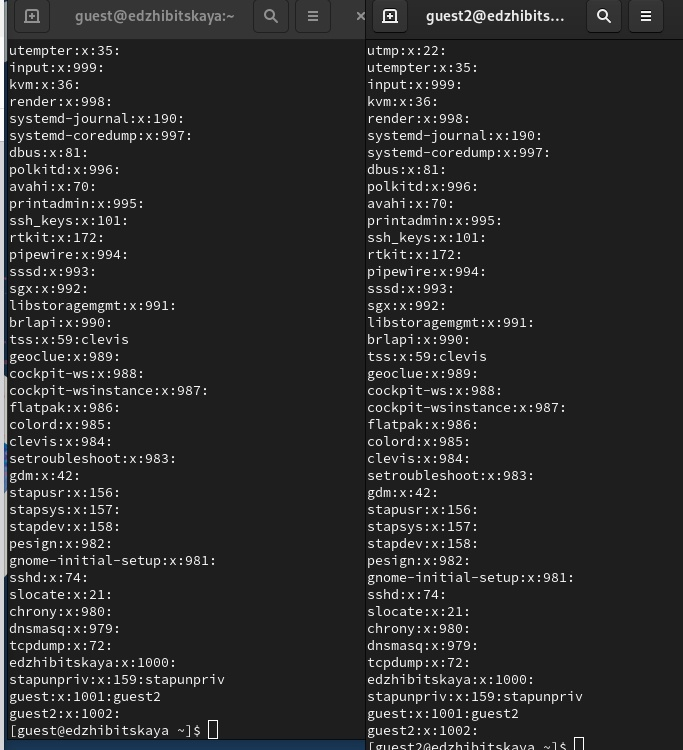 guest@edzhibitskaya:~
utempter:x:35:
input:x:999:
kvm:x:36:
render:x:998:
systemd-journal:x:190:
systemd-coredump:x:997:
dbus:x:81:
polkitd:x:996:
avahi:x:70:
printadmin:x:995:
ssh_keys:x:101:
rtkit:x:172:
pipewire:x:994:
sssd:x:993:
sgx:x:992:
libstoragemgmt:x:991:
brlapi:x:990:
tss:x:59:clevis
geoclue:x:989:
cockpit-ws:x:988:
cockpit-wsinstance:x:987:
flatpak:x:986:
colord:x:985:
clevis:x:984:
setroubleshoot:x:983:
gdm:x:42:
stapusr:x:156:
stapsys:x:157:
stapdev:x:158:
pesign:x:982:
gnome-initial-setup:x:981:
sshd:x:74:
slocate:x:21:
chrony:x:980:
dnsmasq:x:979:
tcpdump:x:72:
edzhibitskaya:x:1000:
stapunpriv:x:159:stapunpriv
guest:x:1001:guest2
guest2:x:1002:
[guest@edzhibitskaya ~]$
guest2@edzhibits...
utmp:x:22:
utempter:x:35:
input:x:999:
kvm:x:36:
render:x:998:
systemd-journal:x:190:
systemd-coredump:x:997:
dbus:x:81:
polkitd:x:996:
avahi:x:70:
printadmin:x:995:
ssh_keys:x:101:
rtkit:x:172:
pipewire:x:994:
sssd:x:993:
sgx:x:992:
libstoragemgmt:x:991:
brlapi:x:990:
tss:x:59:clevis
geoclue:x:989:
cockpit-ws:x:988:
cockpit-wsinstance:x:987:
flatpak:x:986:
colord:x:985:
clevis:x:984:
setroubleshoot:x:983:
gdm:x:42:
stapusr:x:156:
stapsys:x:157:
stapdev:x:158:
pesign:x:982:
gnome-initial-setup:x:981:
sshd:x:74:
slocate:x:21:
chrony:x:980:
dnsmasq:x:979:
tcpdump:x:72:
edzhibitskaya:x:1000:
stapunpriv:x:159:stapunpriv
guest:x:1001:guest2
guest2:x:1002:
[guest2@edzhibitskaya ~]$